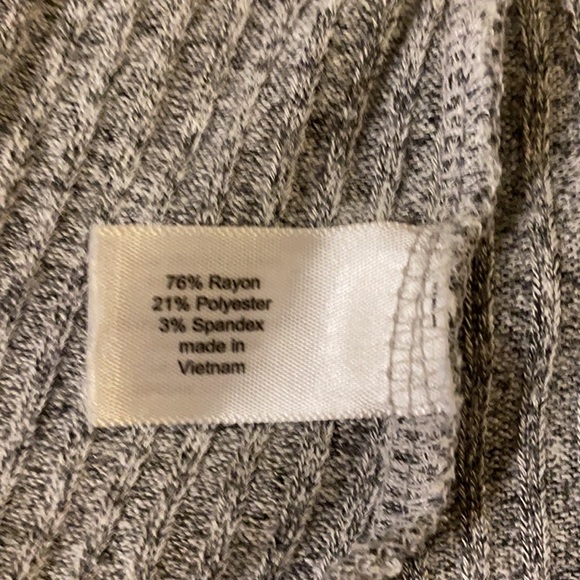 76% Rayon
21% Polyester
3% Spandex
made in
Vietnam